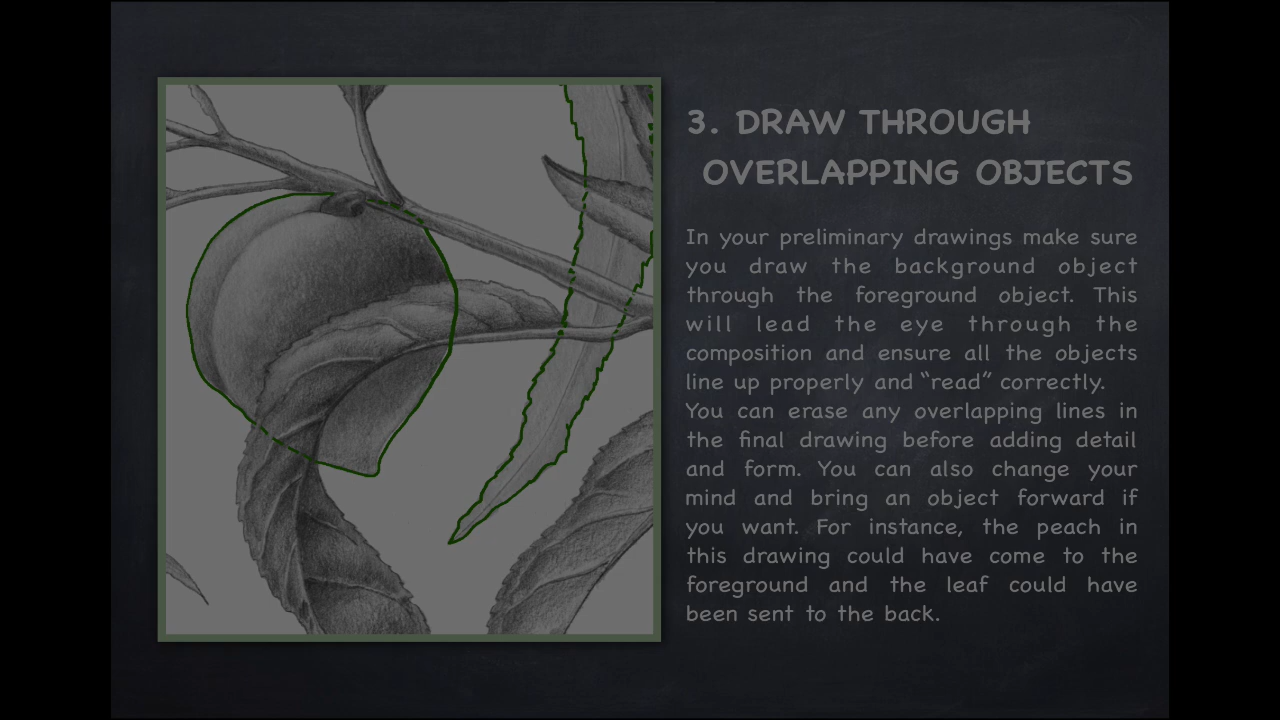 3. DRAW THROUGH
OVERLAPPING OBJECTS
In your preliminary drawings make sure
you draw the background object
through the foreground object. This
will lead the eye through the
composition and ensure all the objects
line up properly and “read” correctly.
You can erase any overlapping lines in
the final drawing before adding detail
and form. You can also change your
mind and bring an object forward if
you want. For instance, the peach in
this drawing could have come to the
foreground and the leaf could have
been sent to the back.